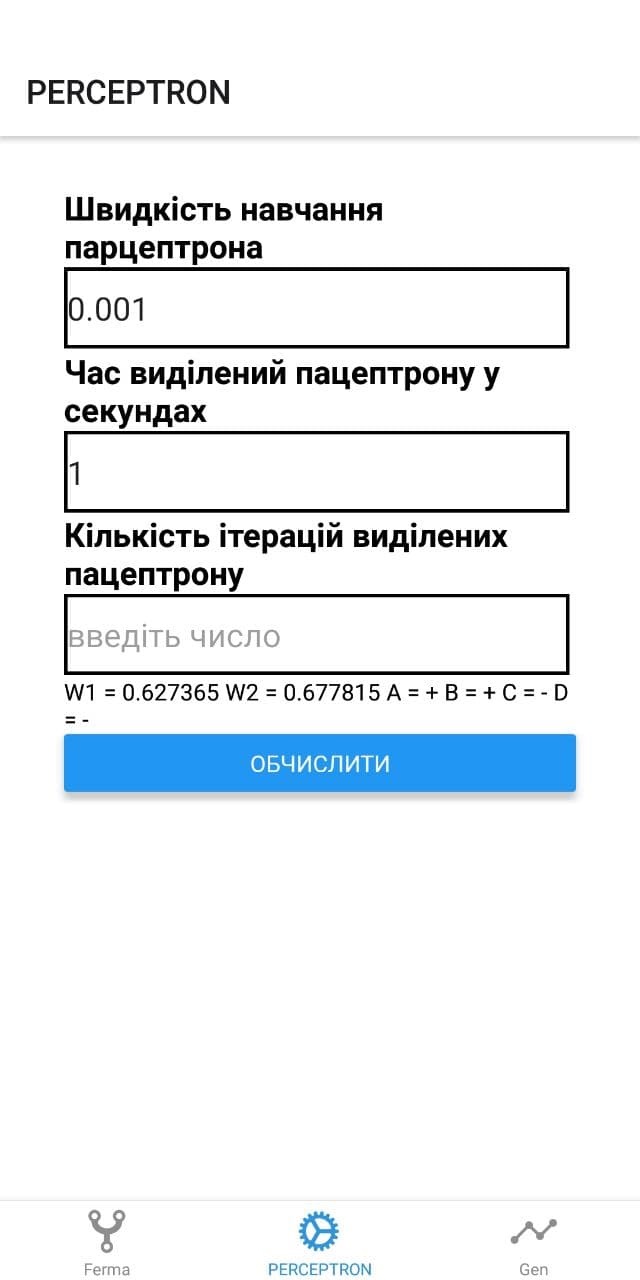 PERCEPTRON
Швидкість навчання
парцептрона
0.001
Час виділений пацептрону у
секундах
1
Кількість ітерацій виділених
пацептрону
введіть число
W1 = 0.627365 W2 = 0.677815 A = + B = + C = - D
= -
ОБЧИСЛИТИ
Ferma
PERCEPTRON
Gen